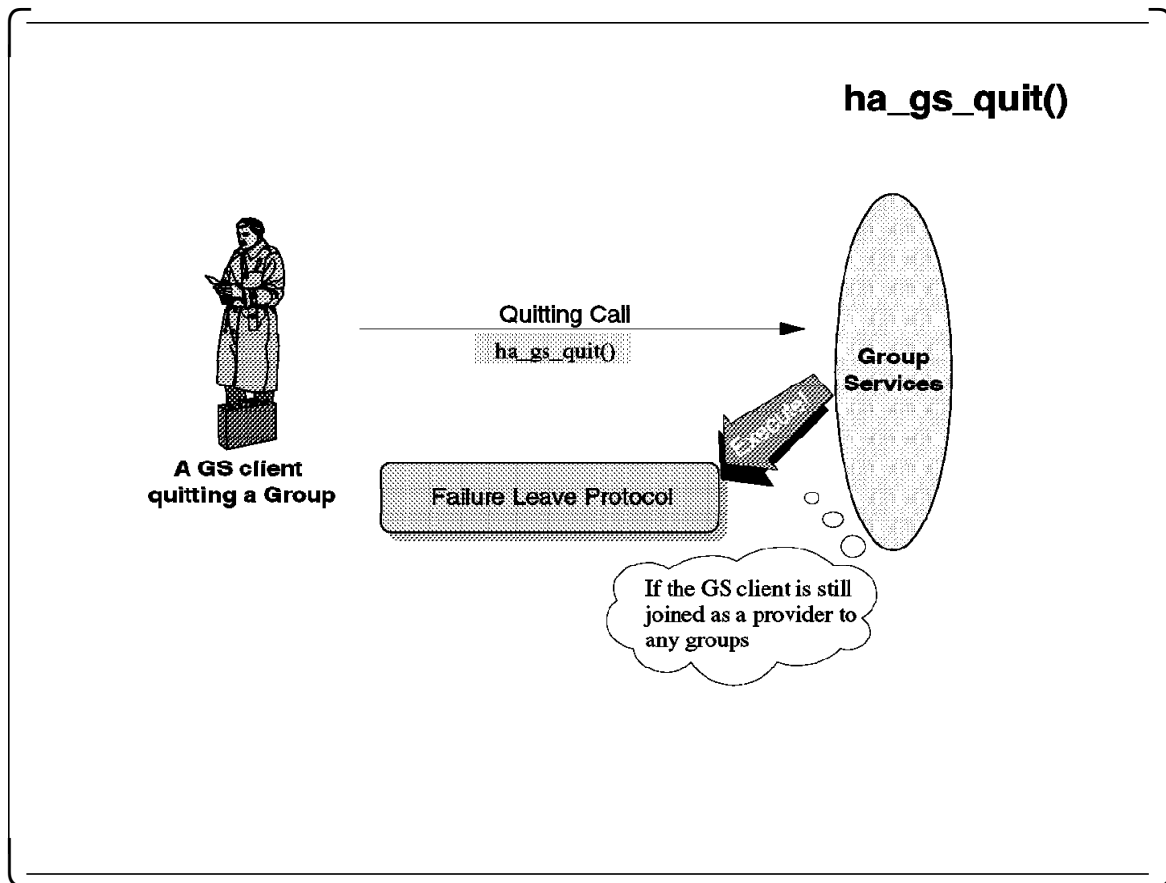 ha_gs_quit()
Quitting Call
ha_gs_quit()
Group
Services
Execute!
A GS client
quitting a Group
Failure Leave Protocol
If the GS client is still
joined as a provider to
any groups